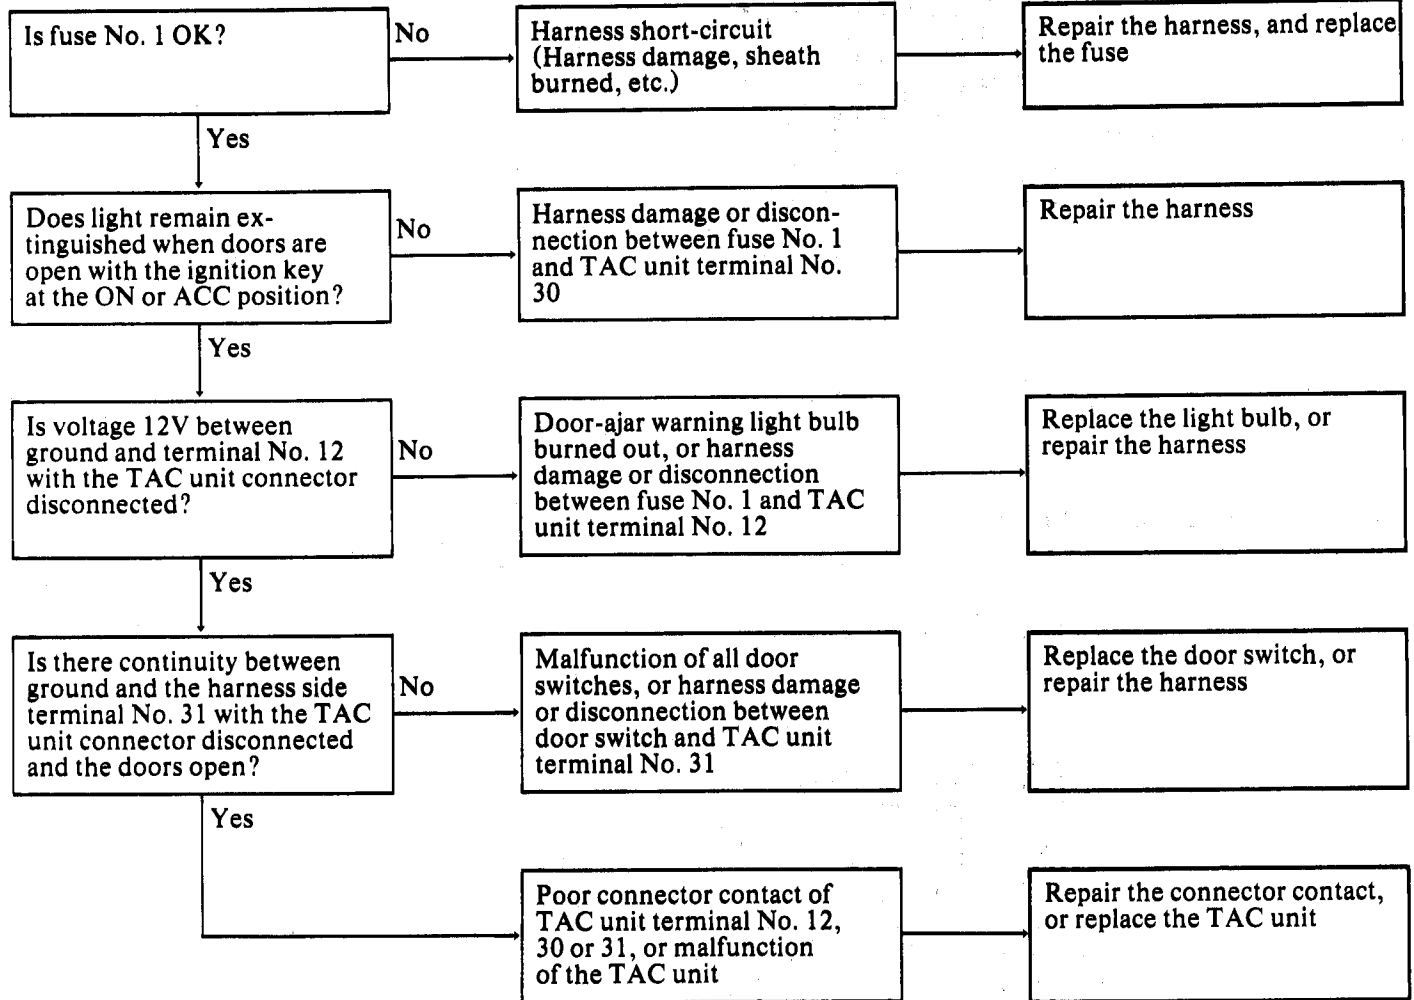 Is fuse No. 1 OK?
No
Harness short-circuit
(Harness damage, sheath
burned, etc.)
Repair the harness, and replace
the fuse
Yes
Does light remain ex-
tinguished when doors are
open with the ignition key
at the ON or ACC position?
No
Harness damage or discon-
nection between fuse No. 1
and TAC unit terminal No.
30
Repair the harness
Yes
Is voltage 12V between
ground and terminal No. 12
with the TAC unit connector
disconnected?
No
Door-ajar warning light bulb
burned out, or harness
damage or disconnection
between fuse No. 1 and TAC
unit terminal No. 12
Replace the light bulb, or
repair the harness
Yes
Is there continuity between
ground and the harness side
terminal No. 31 with the TAC
unit connector disconnected
and the doors open?
No
Malfunction of all door
switches, or harness damage
or disconnection between
door switch and TAC unit
terminal No. 31
Replace the door switch, or
repair the harness
Yes
Poor connector contact of
TAC unit terminal No. 12,
30 or 31, or malfunction
of the TAC unit
Repair the connector contact,
or replace the TAC unit